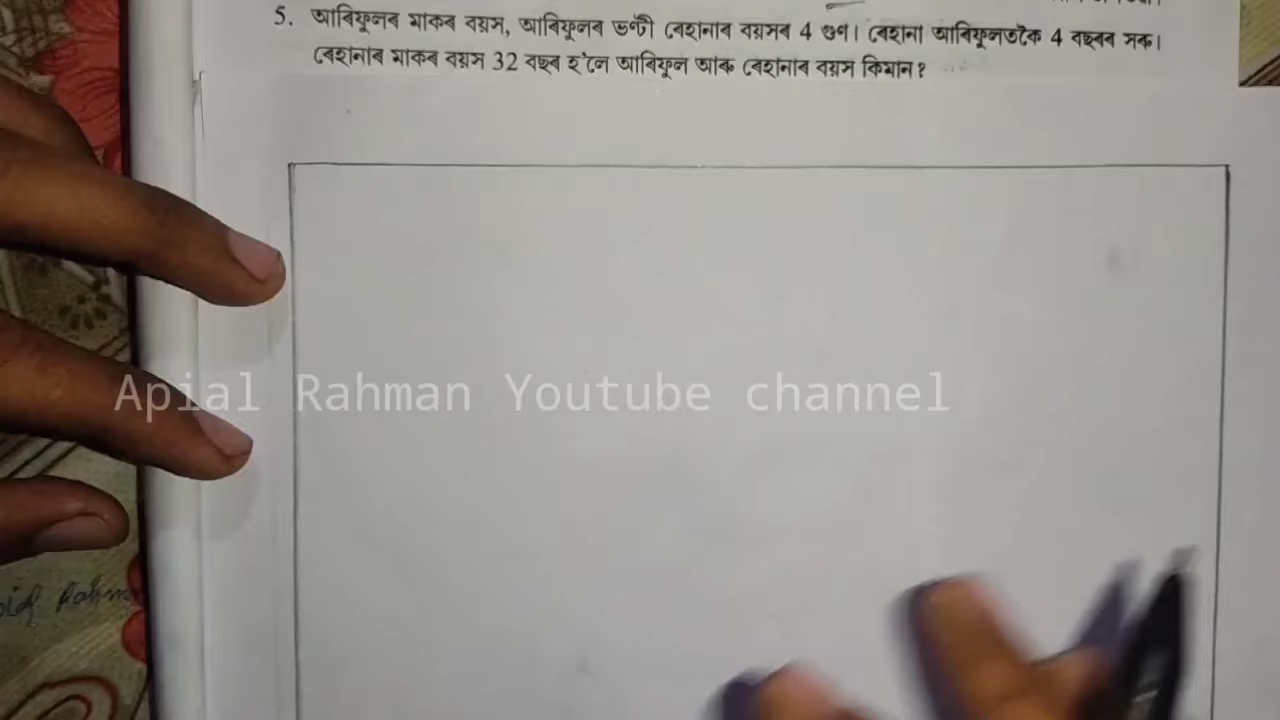 5. আৰিফুলৰ মাকৰ বয়স, আৰিফুলৰ ভণ্টী ৰেহানাৰ বয়সৰ 4 গুণ। ৰেহানা আৰিফুলতকৈ 4 বছৰৰ সৰু।
ৰেহানাৰ মাকৰ বয়স 32 বছৰ হ'লে আৰিফুল আৰু ৰেহানাৰ বয়স কিমান ?
Apial Rahman Youtube channel